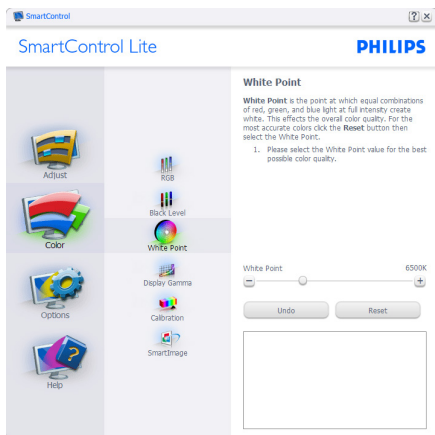 SmartControl
SmartControl Lite
PHILIPS
Adjust
Color
Options
Help
RGB
Black Level
White Point
Display Gamma
Calibration
SmartImage
White Point
White Point is the point at which equal combinations
of red, green, and blue light at full intensity create
white. This effects the overall color quality. For the
most accurate colors click the Reset button then
select the White Point.
1. Please select the White Point value for the best
possible color quality.
White Point 6500K
Undo Reset